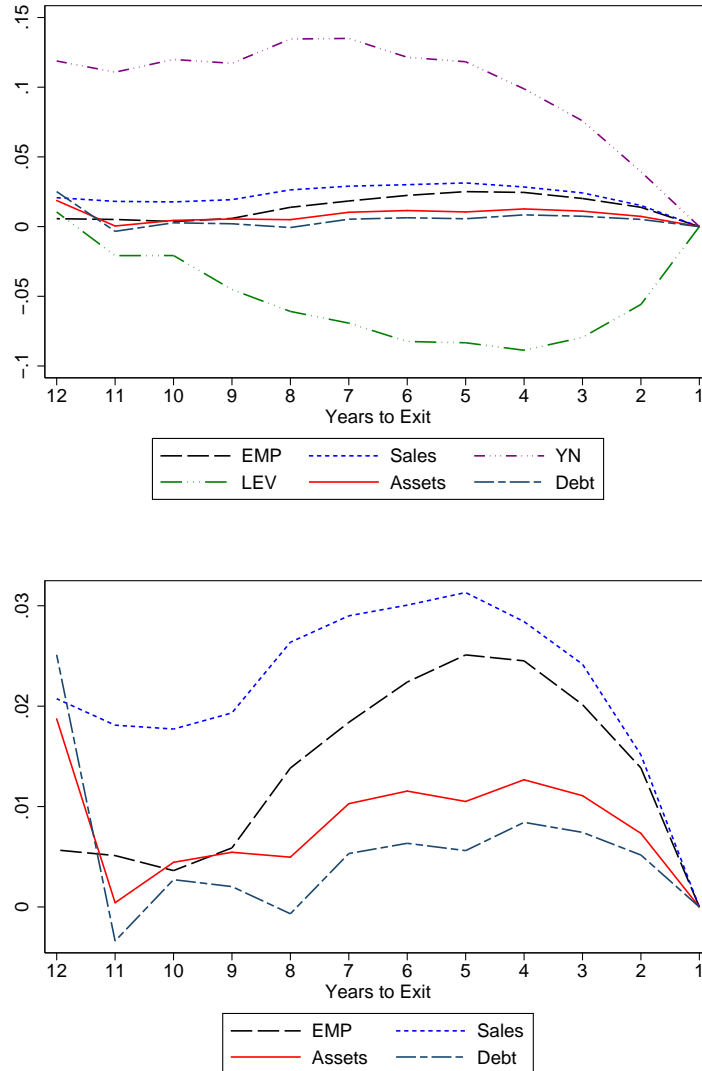 .15
.1
.05
0
-.05
-.1
12 11 10 9 8 7 6 5 4 3 2 1
Years to Exit
EMP Sales YN
LEV Assets Debt
.03
.02
.01
0
12 11 10 9 8 7 6 5 4 3 2 1
Years to Exit
EMP Sales
Assets Debt